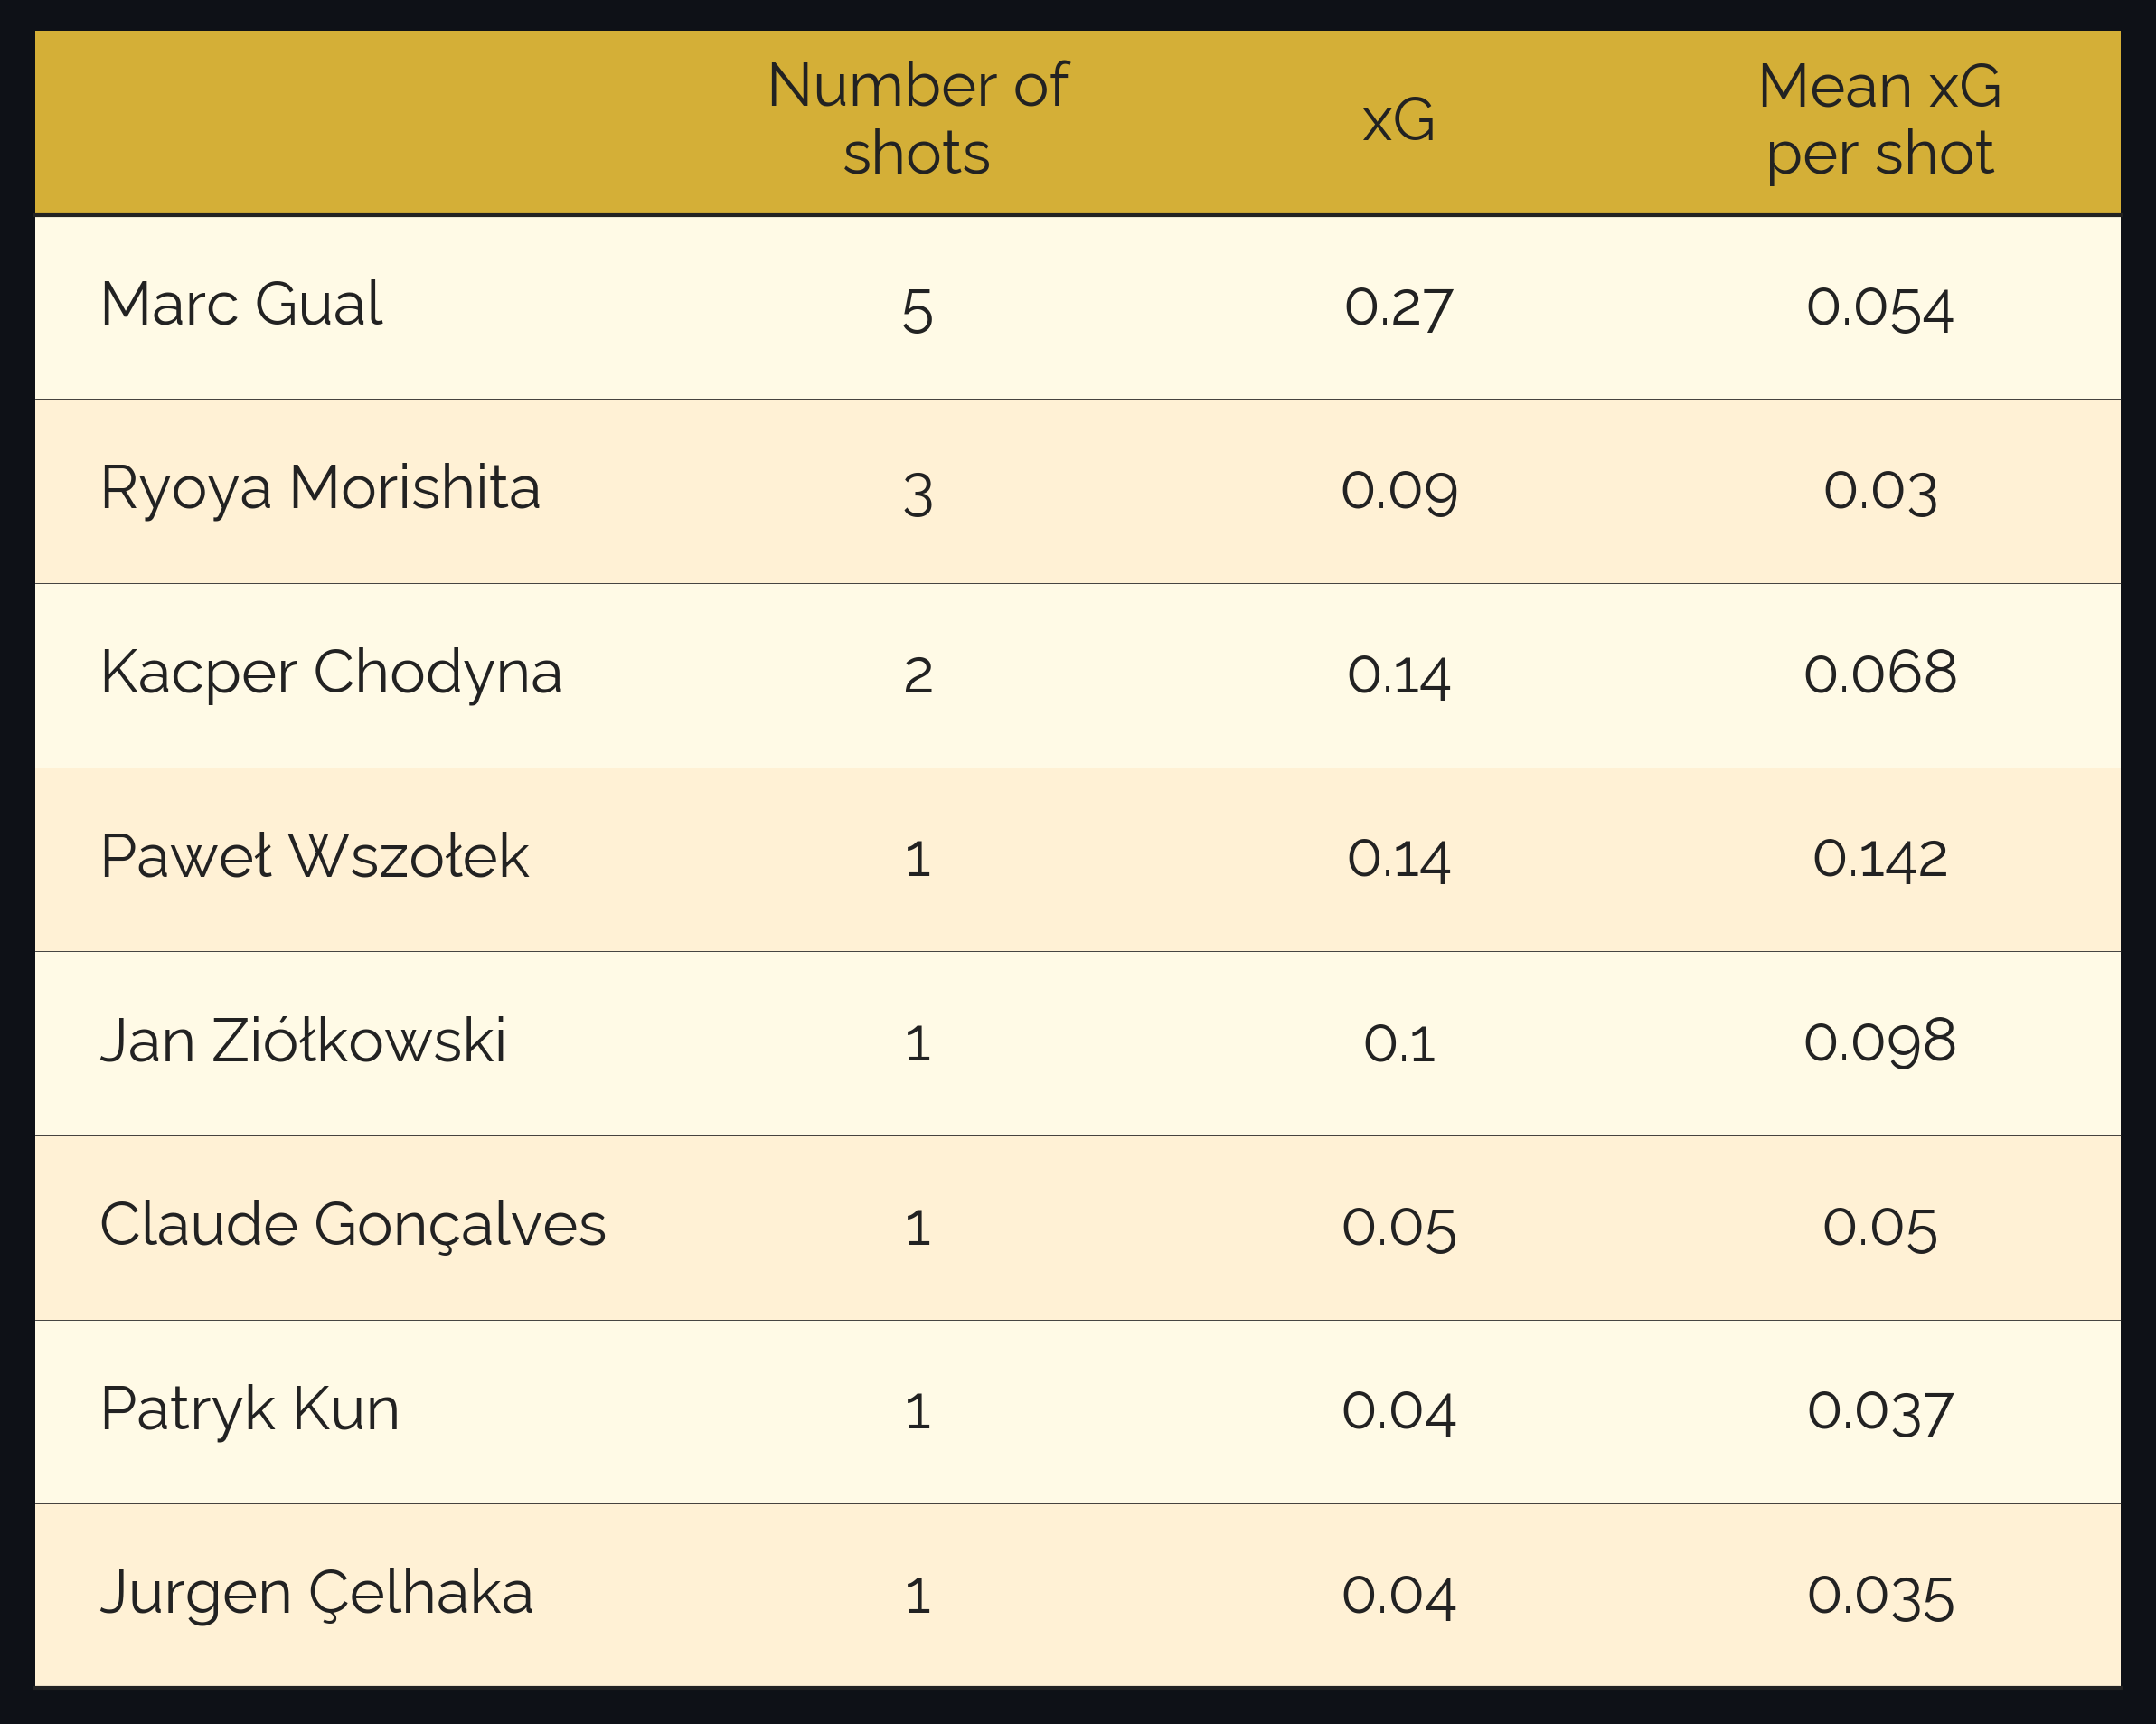 Number of
shots
xG
Mean xG
per shot
Marc Gual 5 0.27 0.054
Ryoya Morishita 3 0.09 0.03
Kacper Chodyna 2 0.14 0.068
Paweł Wszołek 1 0.14 0.142
Jan Ziółkowski 1 0.1 0.098
Claude Gonçalves 1 0.05 0.05
Patryk Kun 1 0.04 0.037
Jurgen Çelhaka 1 0.04 0.035